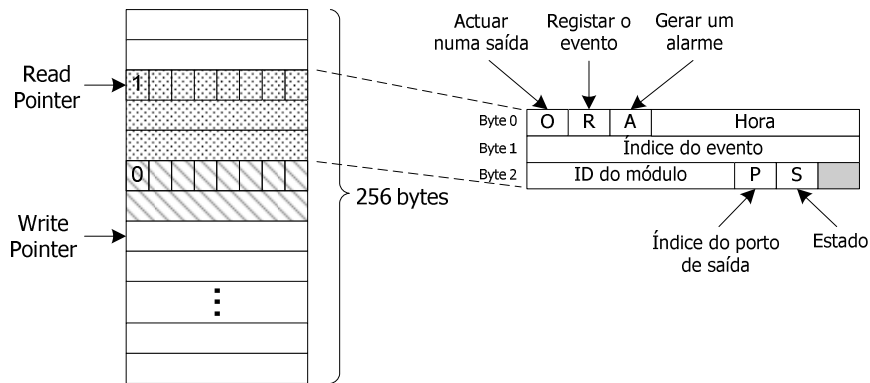 Actuar
numa saída
Registar o
evento
Gerar um
alarme
Read
Pointer
1
0
Write
Pointer
256 bytes
Byte 0
O
R
A
Hora
Byte 1
Índice do evento
Byte 2
ID do módulo
P
S
Índice do porto
de saída
Estado